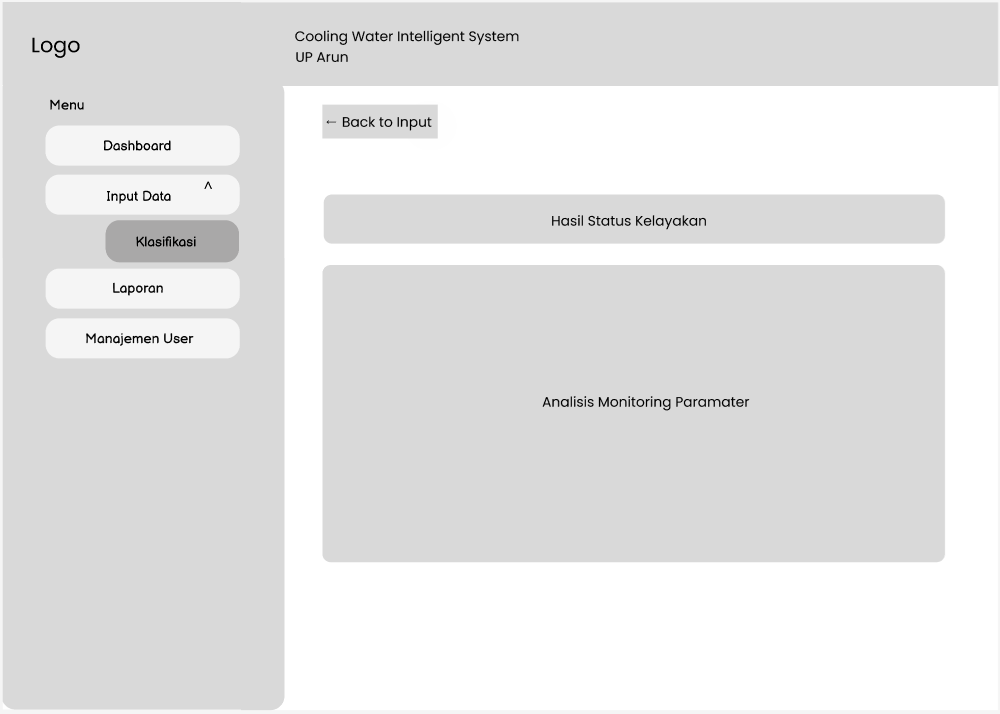 Logo
Cooling Water Intelligent System
UP Arun
Menu
Dashboard
Input Data ^
Klasifikasi
Laporan
Manajemen User
← Back to Input
Hasil Status Kelayakan
Analisis Monitoring Paramater